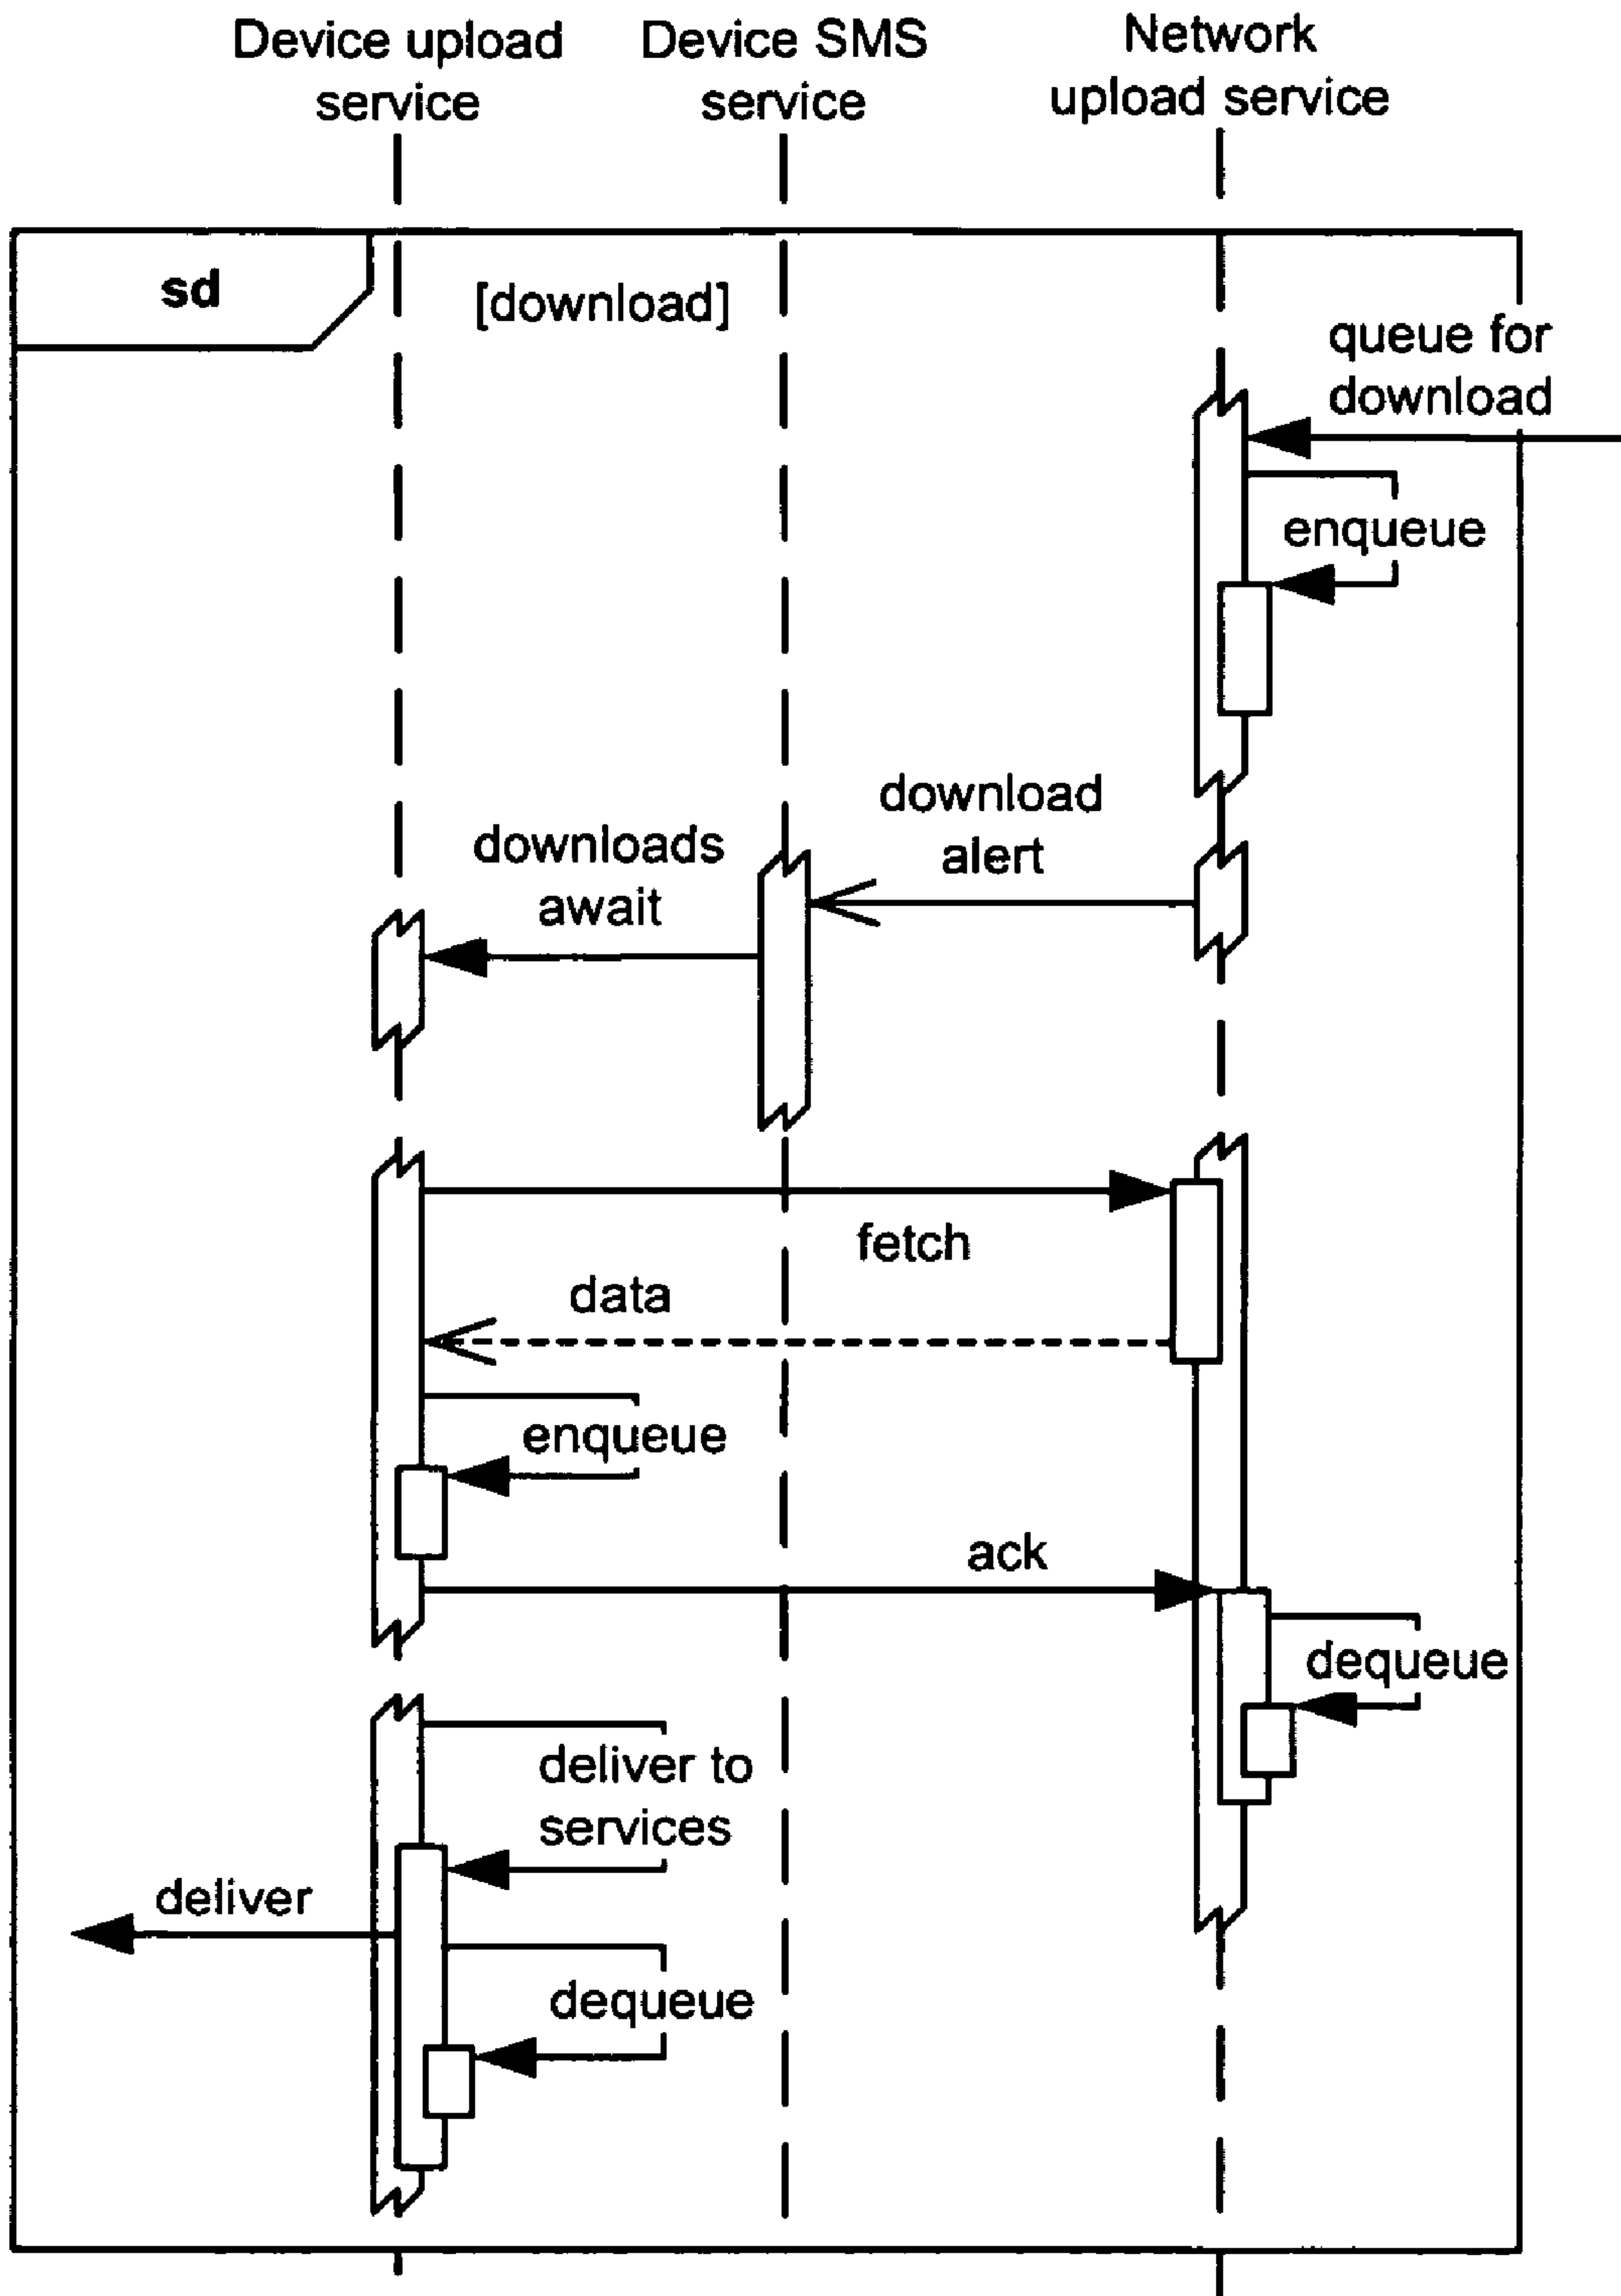 Device upload
service
Device SMS
service
Network
upload service
sd
[download]
queue for
download
enqueue
download
alert
downloads
await
fetch
data
enqueue
ack
dequeue
deliver to
services
deliver
dequeue